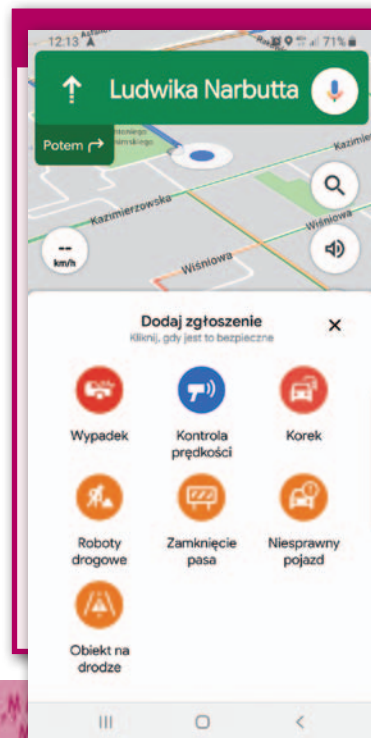 12:13
71%
Ludwika Narbutta
Potem
Kazimierzowska
Wiśniowa
Wiśniowa
--
km/h
Dodaj zgłoszenie
Kliknij, gdy jest to bezpieczne
Wypadek
Kontrola
prędkości
Korek
Roboty
drogowe
Zamknięcie
pasa
Niesprawny
pojazd
Obiekt na
drodze